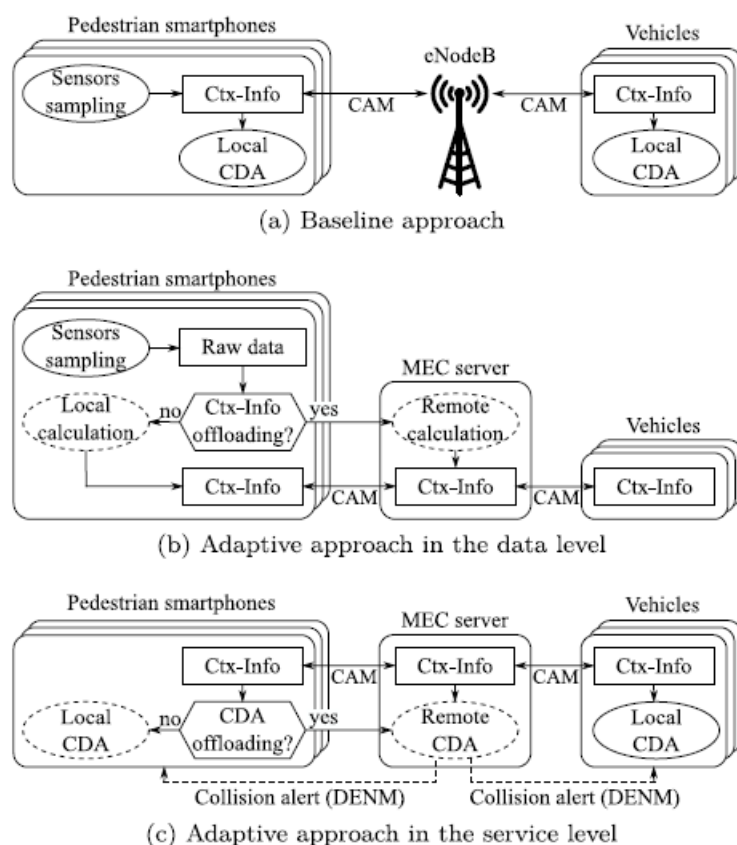 Pedestrian smartphones
Vehicles
eNodeB
Sensors
sampling
Ctx-Info
CAM
CAM
Ctx-Info
Local
CDA
Local
CDA
(a) Baseline approach
Pedestrian smartphones
Sensors
sampling
Raw data
MEC server
Local
calculation
no
Ctx-Info
offloading?
yes
Remote
calculation
Vehicles
Ctx-Info
CAM
Ctx-Info
CAM
Ctx-Info
(b) Adaptive approach in the data level
Pedestrian smartphones
MEC server
Vehicles
Ctx-Info
CAM
Ctx-Info
CAM
Ctx-Info
Local
CDA
no
CDA
offloading?
yes
Remote
CDA
Local
CDA
Collision alert (DENM)
Collision alert (DENM)
(c) Adaptive approach in the service level